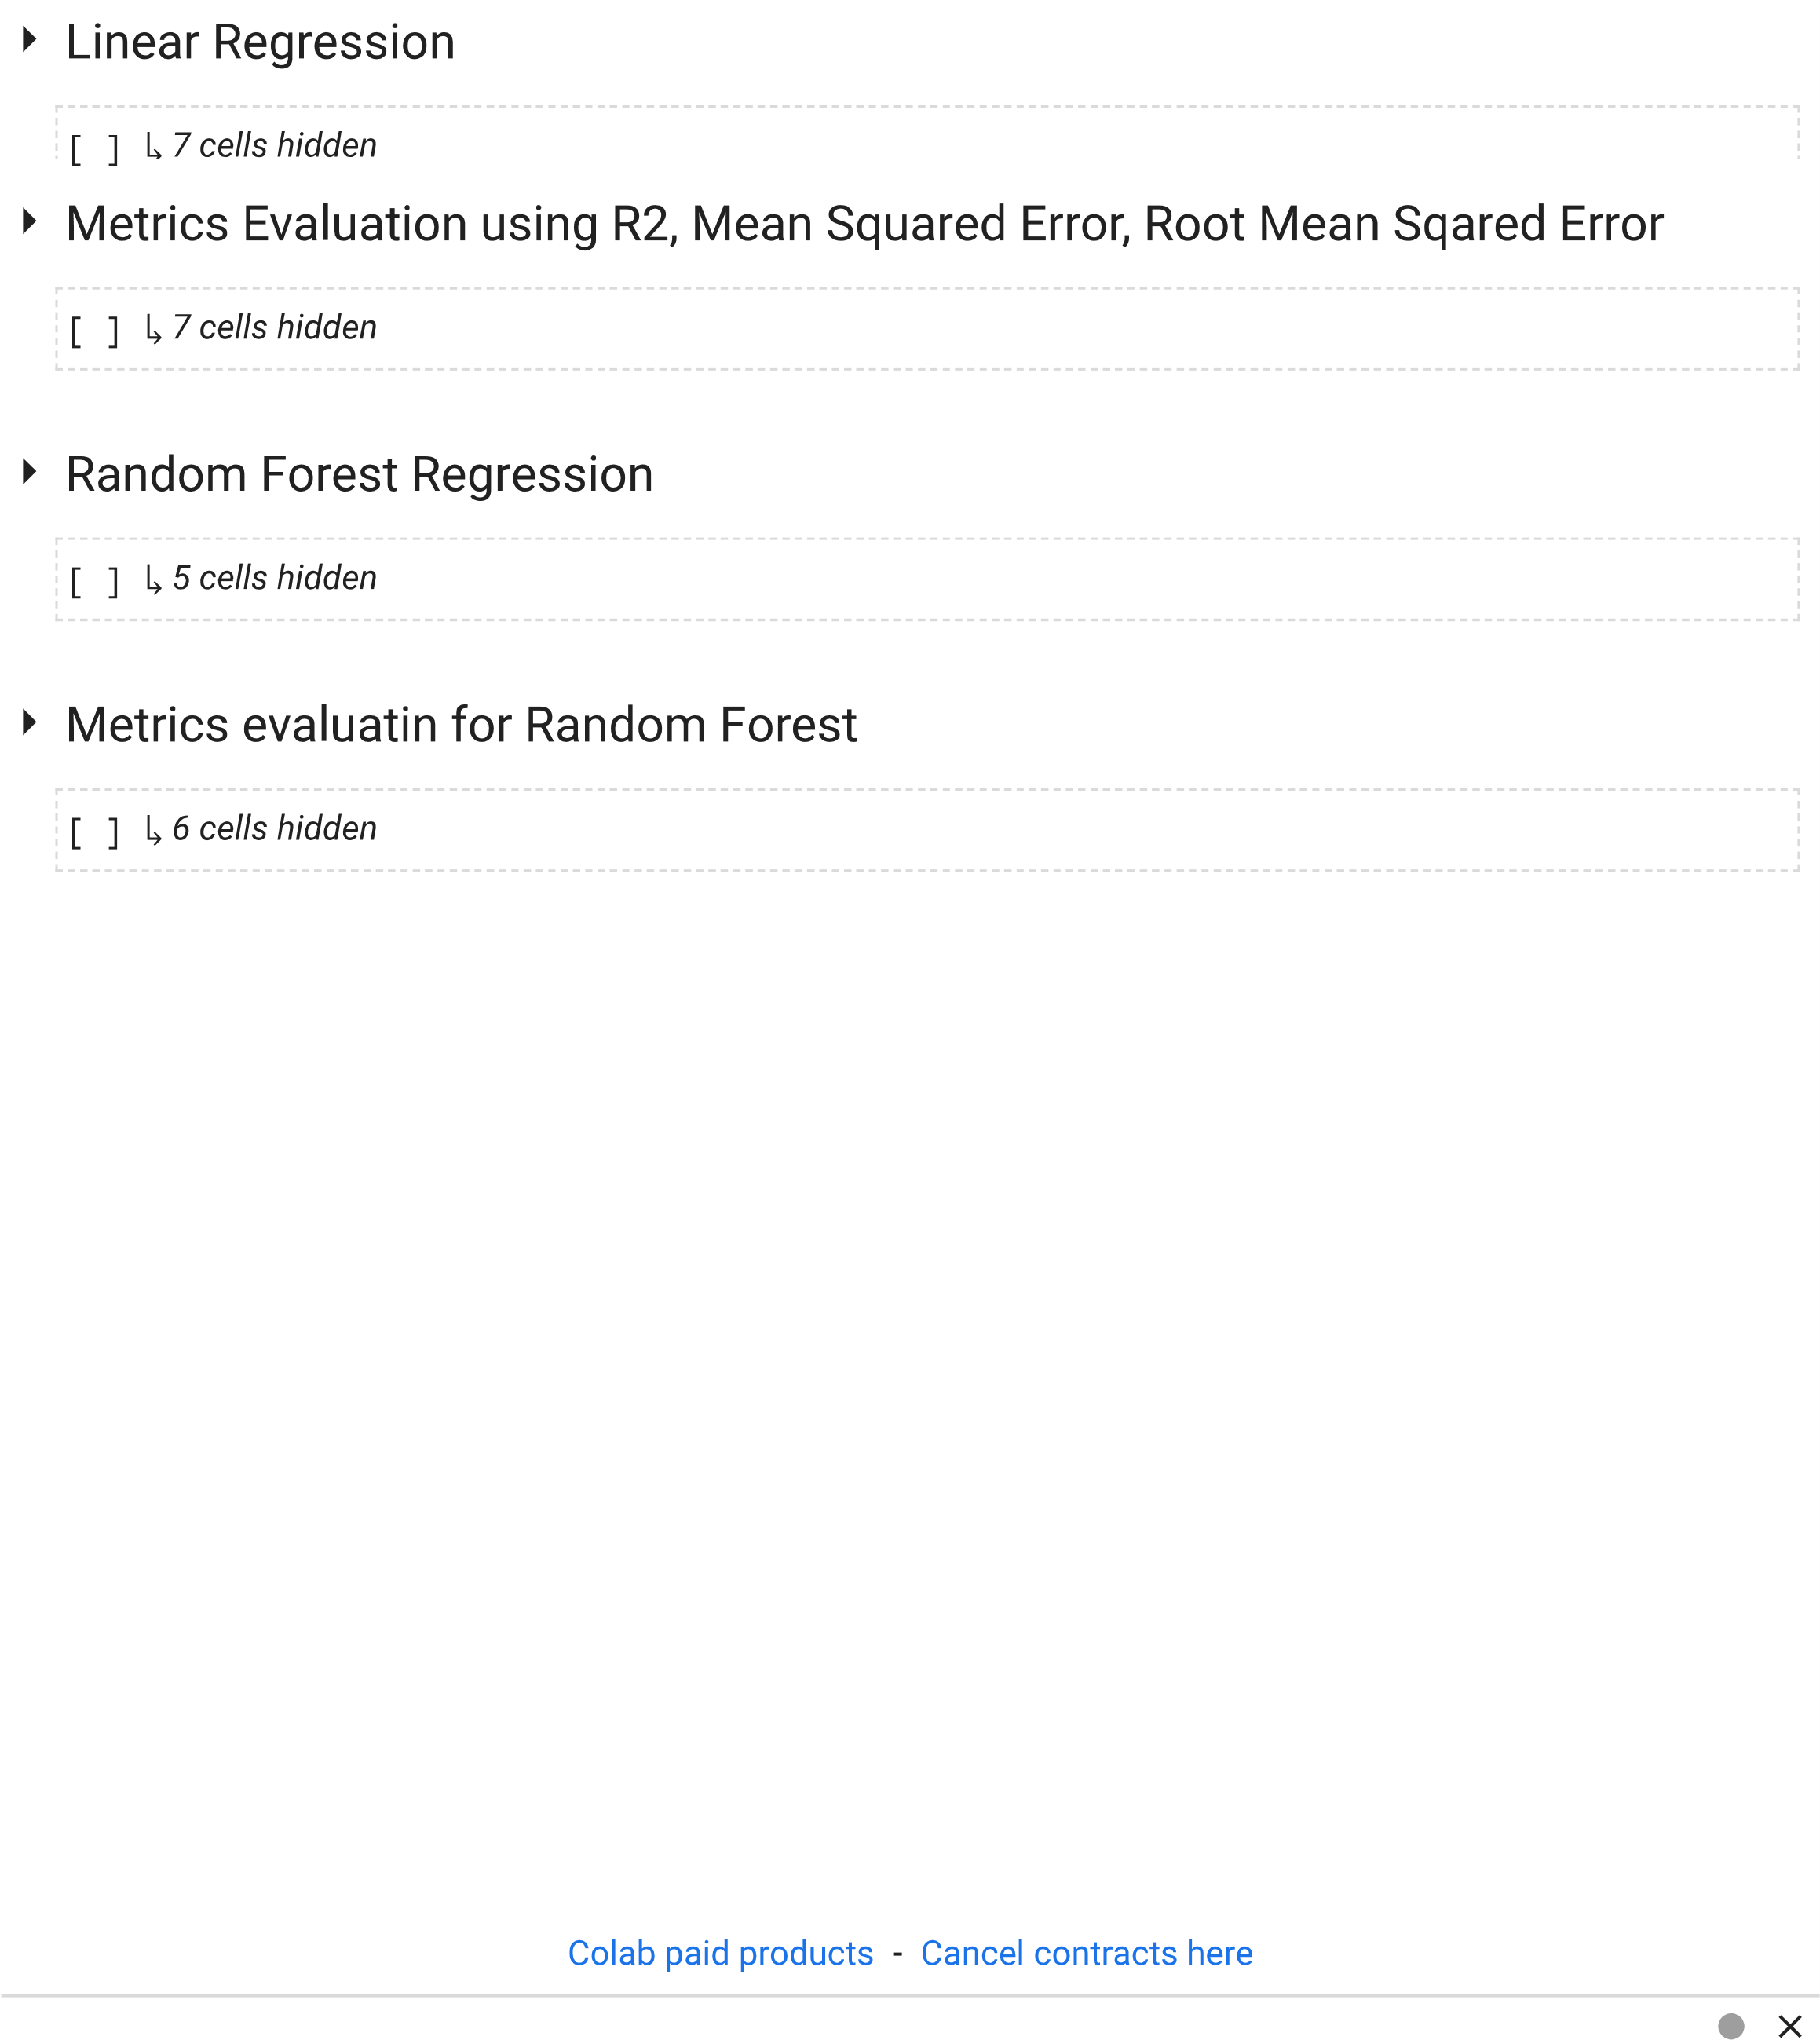 Linear Regression
[ ] ↳ 7 cells hidden
Metrics Evaluation using R2, Mean Squared Error, Root Mean Sqared Error
[ ] ↳ 7 cells hidden
Random Forest Regression
[ ] ↳ 5 cells hidden
Metrics evaluatin for Random Forest
[ ] ↳ 6 cells hidden
Colab paid products - Cancel contracts here